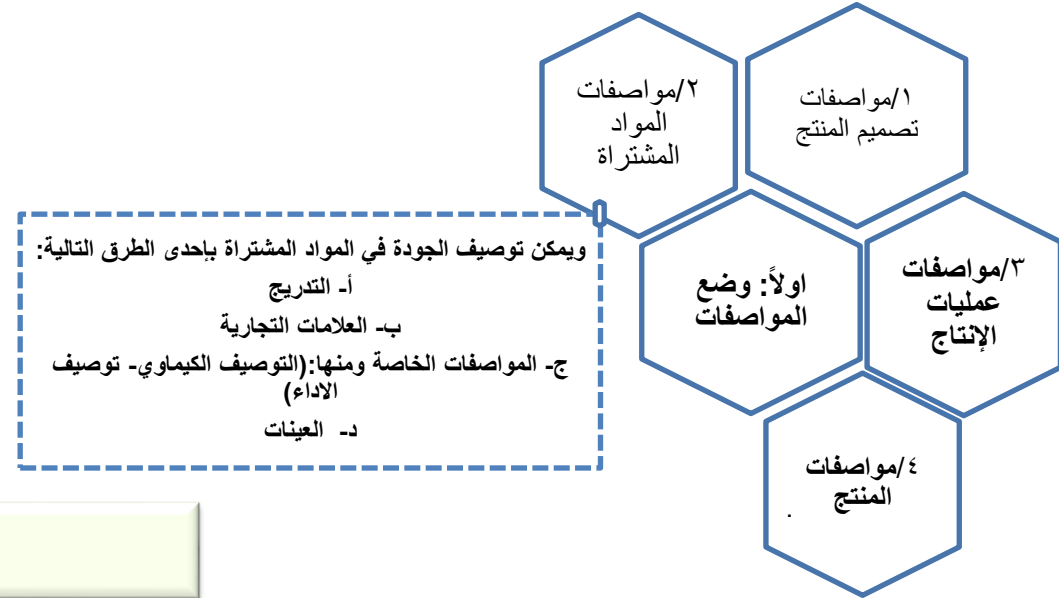 ١/مواصفات
تصميم المنتج
٢/مواصفات
المواد
المشتراة
اولاً: وضع
المواصفات
٣/مواصفات
عمليات
الإنتاج
٤/مواصفات
المنتج
.
ويمكن توصيف الجودة في المواد المشتراة بإحدى الطرق التالية:
أ- التدريج
ب- العلامات التجارية
ج- المواصفات الخاصة ومنها:(التوصيف الكيماوي- توصيف
الاداء)
د- العينات